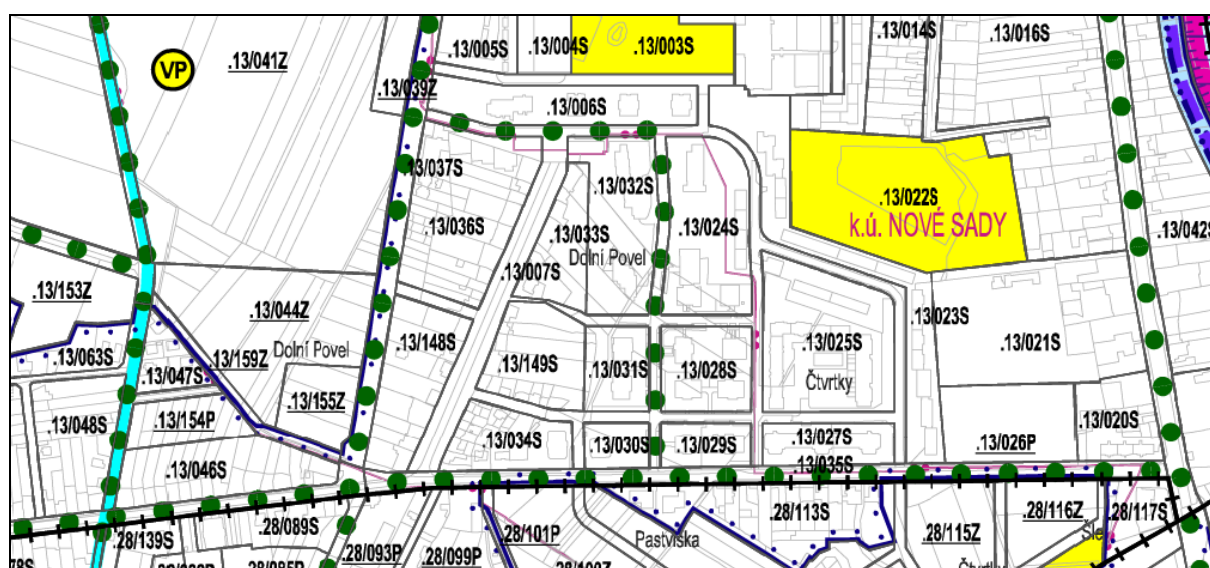 .13/005S
.13/004S
.13/003S
.13/014S
.13/016S
.13/041Z
VP
.13/039Z
.13/006S
.13/037S
.13/032S
.13/022S
k.ú. NOVÉ SADY
.13/036S
.13/033S
.13/024S
.13/042S
Dolní Povel
.13/007S
.13/153Z
.13/044Z
.13/023S
.13/148S
.13/025S
.13/021S
.13/063S
.13/159Z
Dolní Povel
.13/149S
.13/031S
.13/028S
.13/047S
Čtvrtky
.13/155Z
.13/048S
.13/154P
.13/020S
.13/034S
.13/030S
.13/029S
.13/027S
.13/026P
.13/046S
.13/035S
.28/116Z
.28/117S
.28/113S
.28/089S
.28/101P
.28/115Z
.28/139S
Pastviska
.28/093P
.28/099P